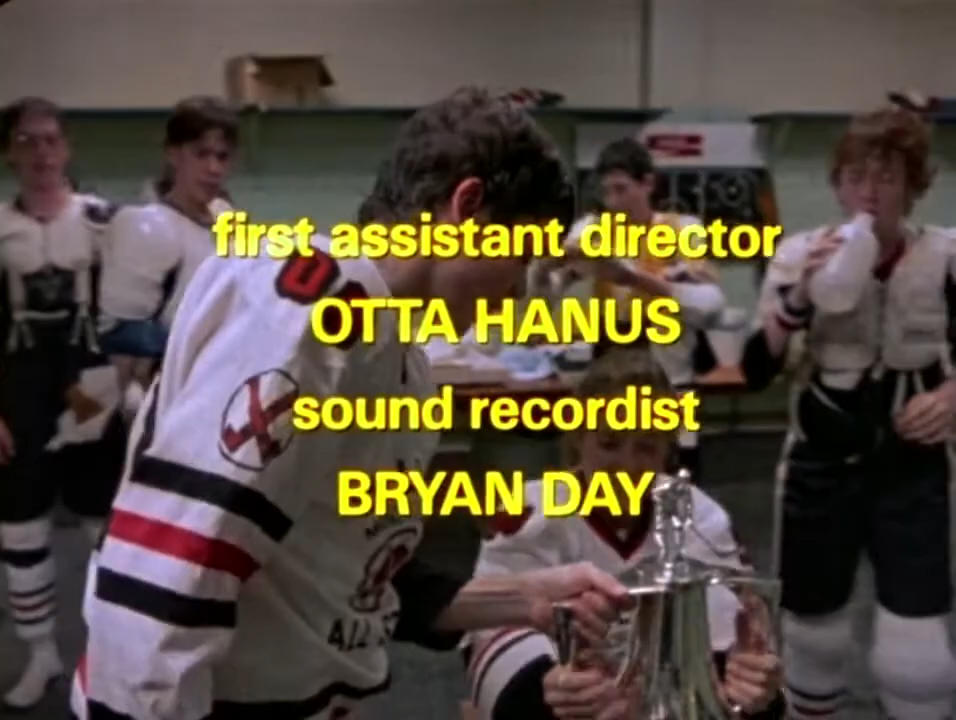 first assistant director
OTTA HANUS
sound recordist
BRYAN DAY